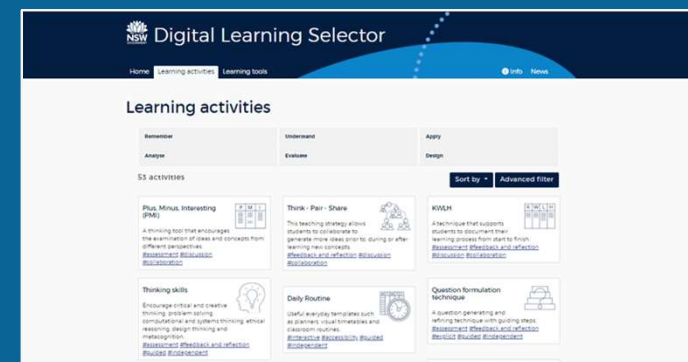 NSW
GOVERNMENT
Digital Learning Selector
Home Learning activities Learning tools
Info News
Learning activities
Remember Understand Apply
Analyse Evaluate Design
53 activities
Sort by Advanced filter
Plus, Minus, Interesting
(PMI)
P M I
A thinking tool that encourages
the examination of ideas and concepts from
different perspectives.
#assessment #discussion
#collaboration
Think - Pair - Share
This teaching strategy allows
students to collaborate to
generate more ideas prior to, during or after
learning new concepts.
#feedback and reflection #discussion
#collaboration
KWLH
K W L H
A technique that supports
students to document their
learning process from start to finish.
#assessment #feedback and reflection
#discussion #collaboration
Thinking skills
Encourage critical and creative
thinking, problem solving,
computational and systems thinking, ethical
reasoning, design thinking and
metacognition.
#assessment #feedback and reflection
#guided #independent
Daily Routine
Useful everyday templates such
as planners, visual timetables and
classroom routines.
#interactive #accessibility #guided
#independent
Question formulation
technique
A question generating and
refining technique with guiding steps.
#assessment #feedback and reflection
#explicit #guided #independent